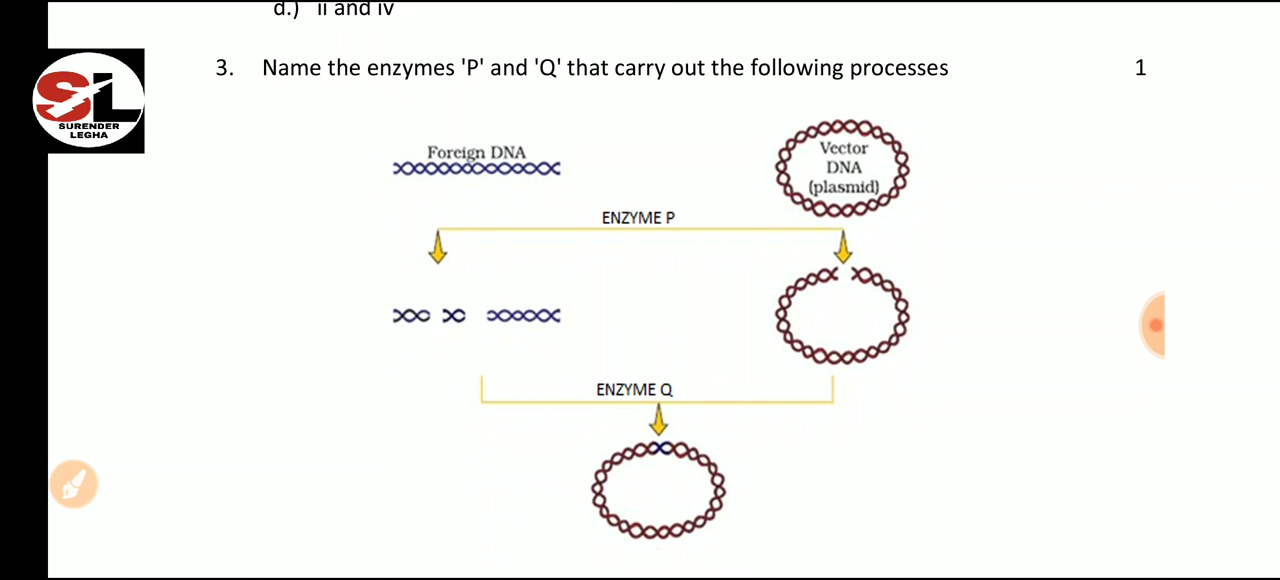 d.) ii and iv
3. Name the enzymes 'P' and 'Q' that carry out the following processes 1
SL
SURENDER
LEGHA
Foreign DNA
Vector
DNA
(plasmid)
ENZYME P
ENZYME Q